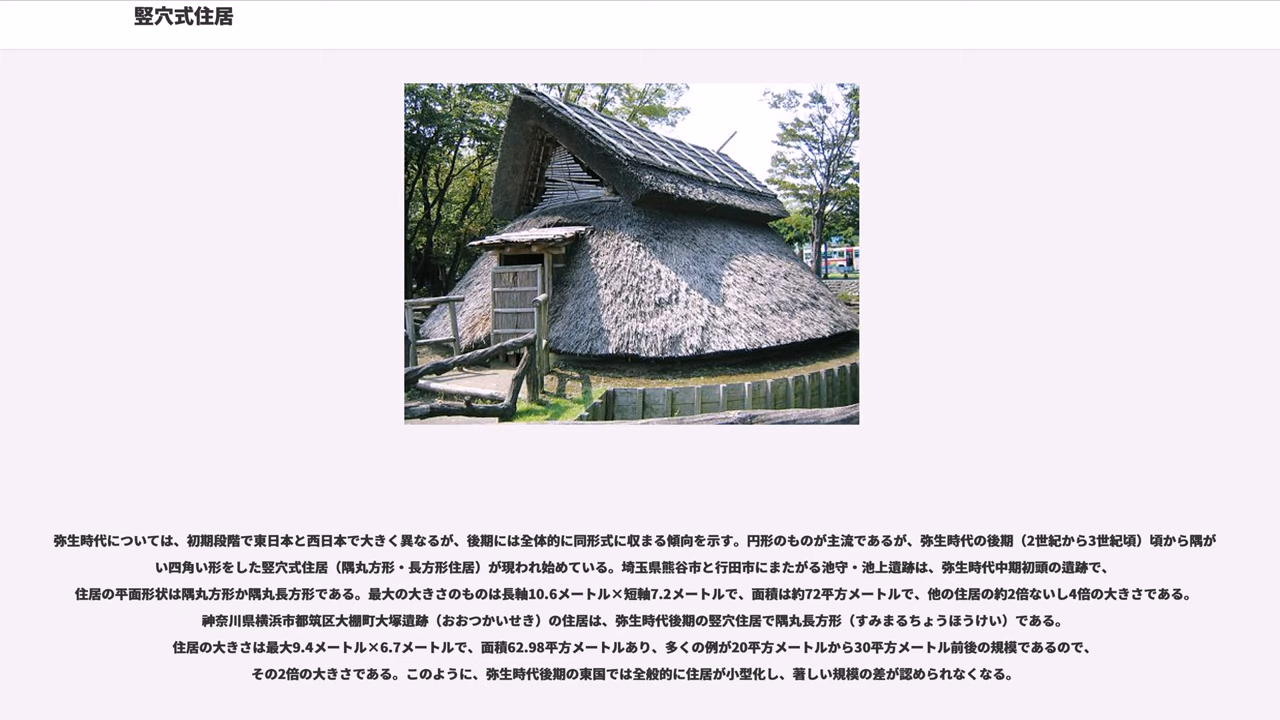 竪穴式住居
弥生時代については、初期段階で東日本と西日本で大きく異なるが、後期には全体的に同形式に収まる傾向を示す。円形のものが主流であるが、弥生時代の後期（2世紀から3世紀頃）頃から隅が
い四角い形をした竪穴式住居（隅丸方形・長方形住居）が現われ始めている。埼玉県熊谷市と行田市にまたがる池守・池上遺跡は、弥生時代中期初頭の遺跡で、
住居の平面形状は隅丸方形か隅丸長方形である。最大の大きさのものは長軸10.6メートル×短軸7.2メートルで、面積は約72平方メートルで、他の住居の約2倍ないし4倍の大きさである。
神奈川県横浜市都筑区大棚町大塚遺跡（おおつかいせき）の住居は、弥生時代後期の竪穴住居で隅丸長方形（すみまるちょうほうけい）である。
住居の大きさは最大9.4メートル×6.7メートルで、面積62.98平方メートルあり、多くの例が20平方メートルから30平方メートル前後の規模であるので、
その2倍の大きさである。このように、弥生時代後期の東国では全般的に住居が小型化し、著しい規模の差が認められなくなる。